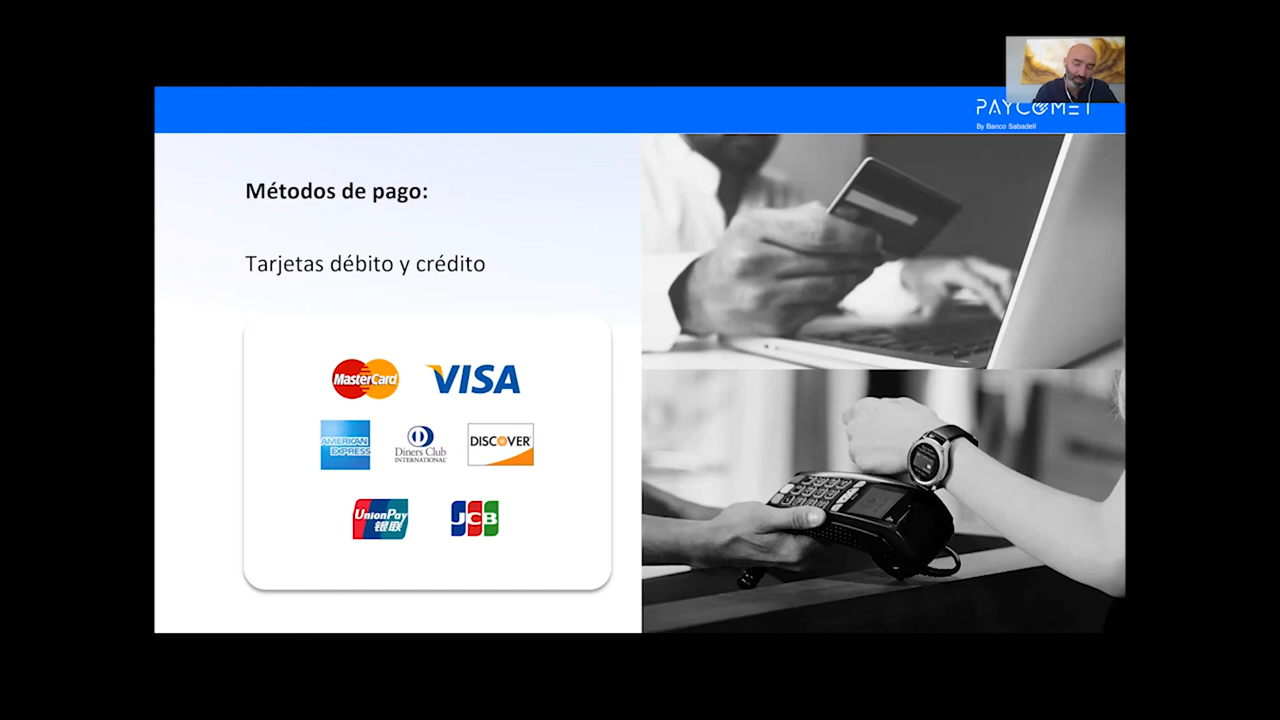 PAYCOMET
By Banco Sabadell
Métodos de pago:
Tarjetas débito y crédito
MasterCard
VISA
AMERICAN EXPRESS
Diners Club
INTERNATIONAL
DISCOVER
UnionPay
银联
JCB